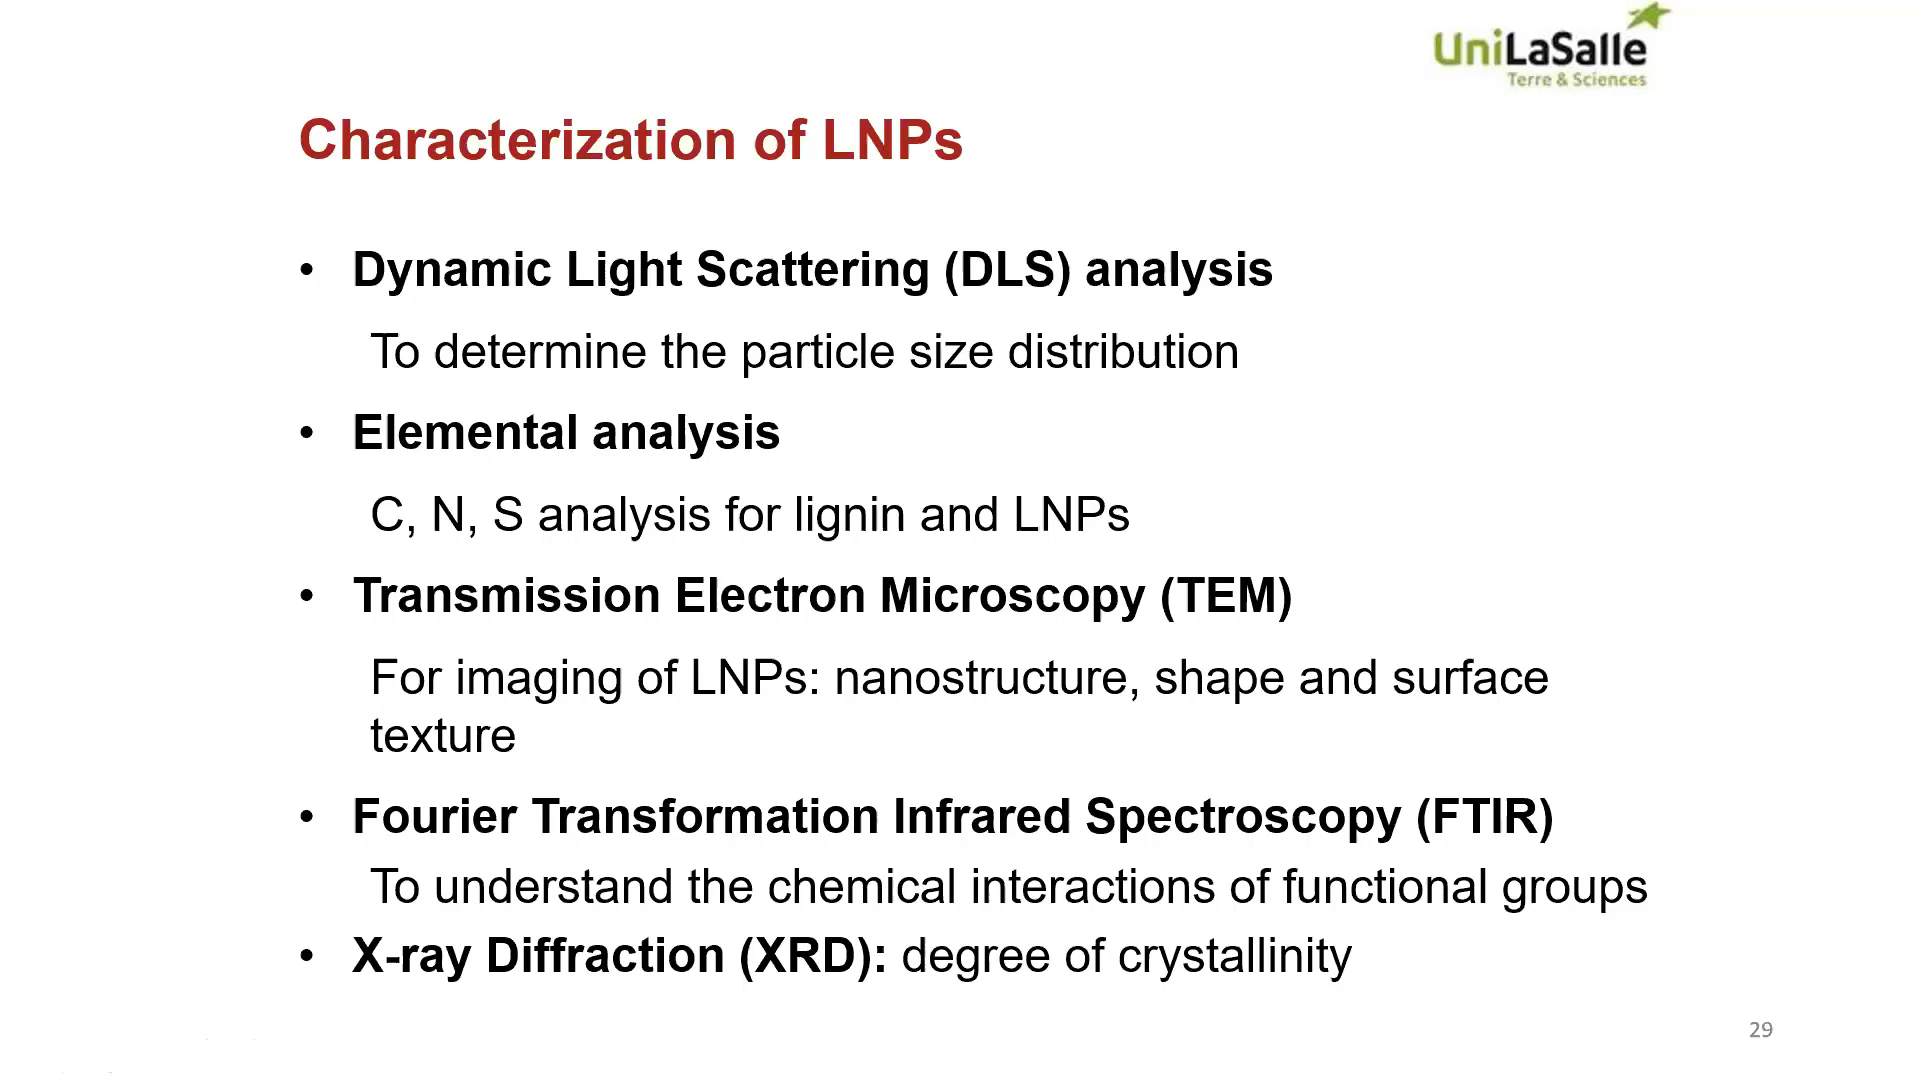 UniLaSalle
Terre & Sciences
Characterization of LNPs
• Dynamic Light Scattering (DLS) analysis
To determine the particle size distribution
• Elemental analysis
C, N, S analysis for lignin and LNPs
• Transmission Electron Microscopy (TEM)
For imaging of LNPs: nanostructure, shape and surface
texture
• Fourier Transformation Infrared Spectroscopy (FTIR)
To understand the chemical interactions of functional groups
• X-ray Diffraction (XRD): degree of crystallinity
29